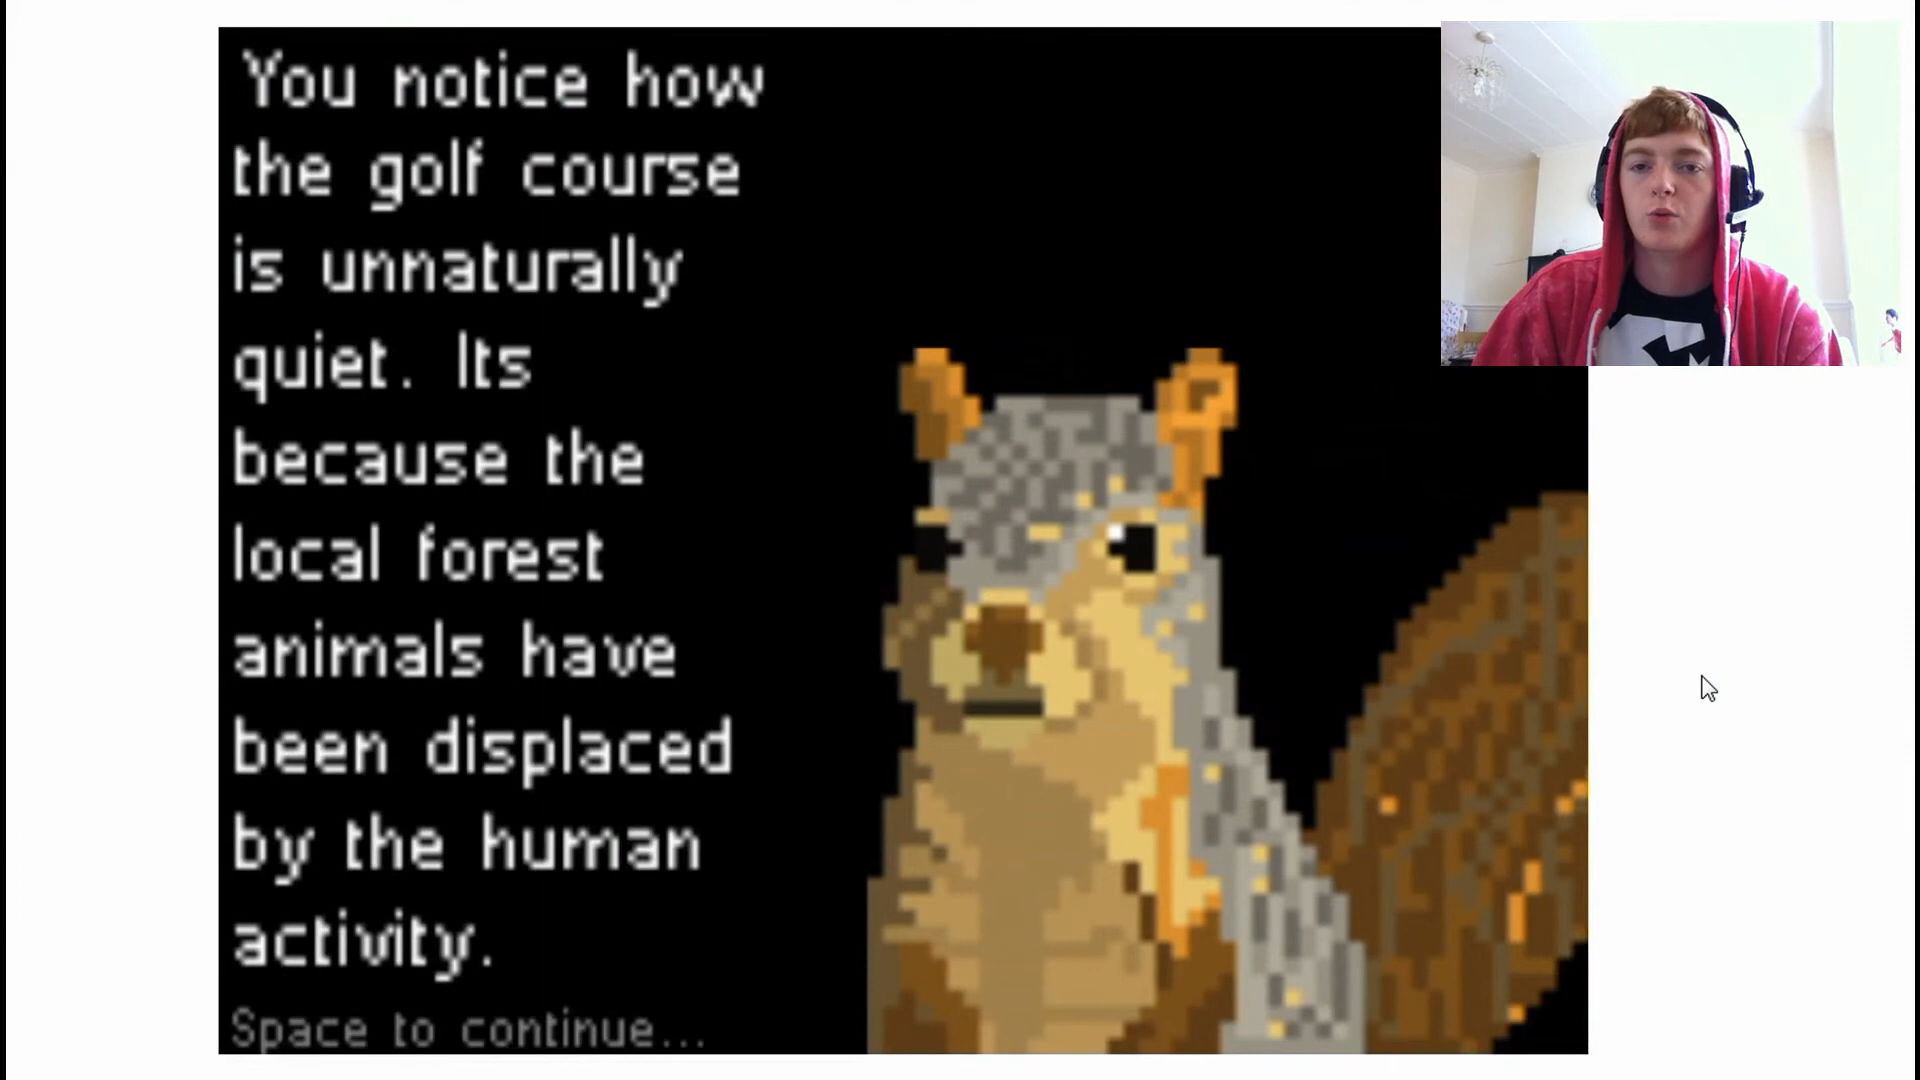 You notice how
the golf course
is unnaturally
quiet. Its
because the
local forest
animals have
been displaced
by the human
activity.
Space to continue...